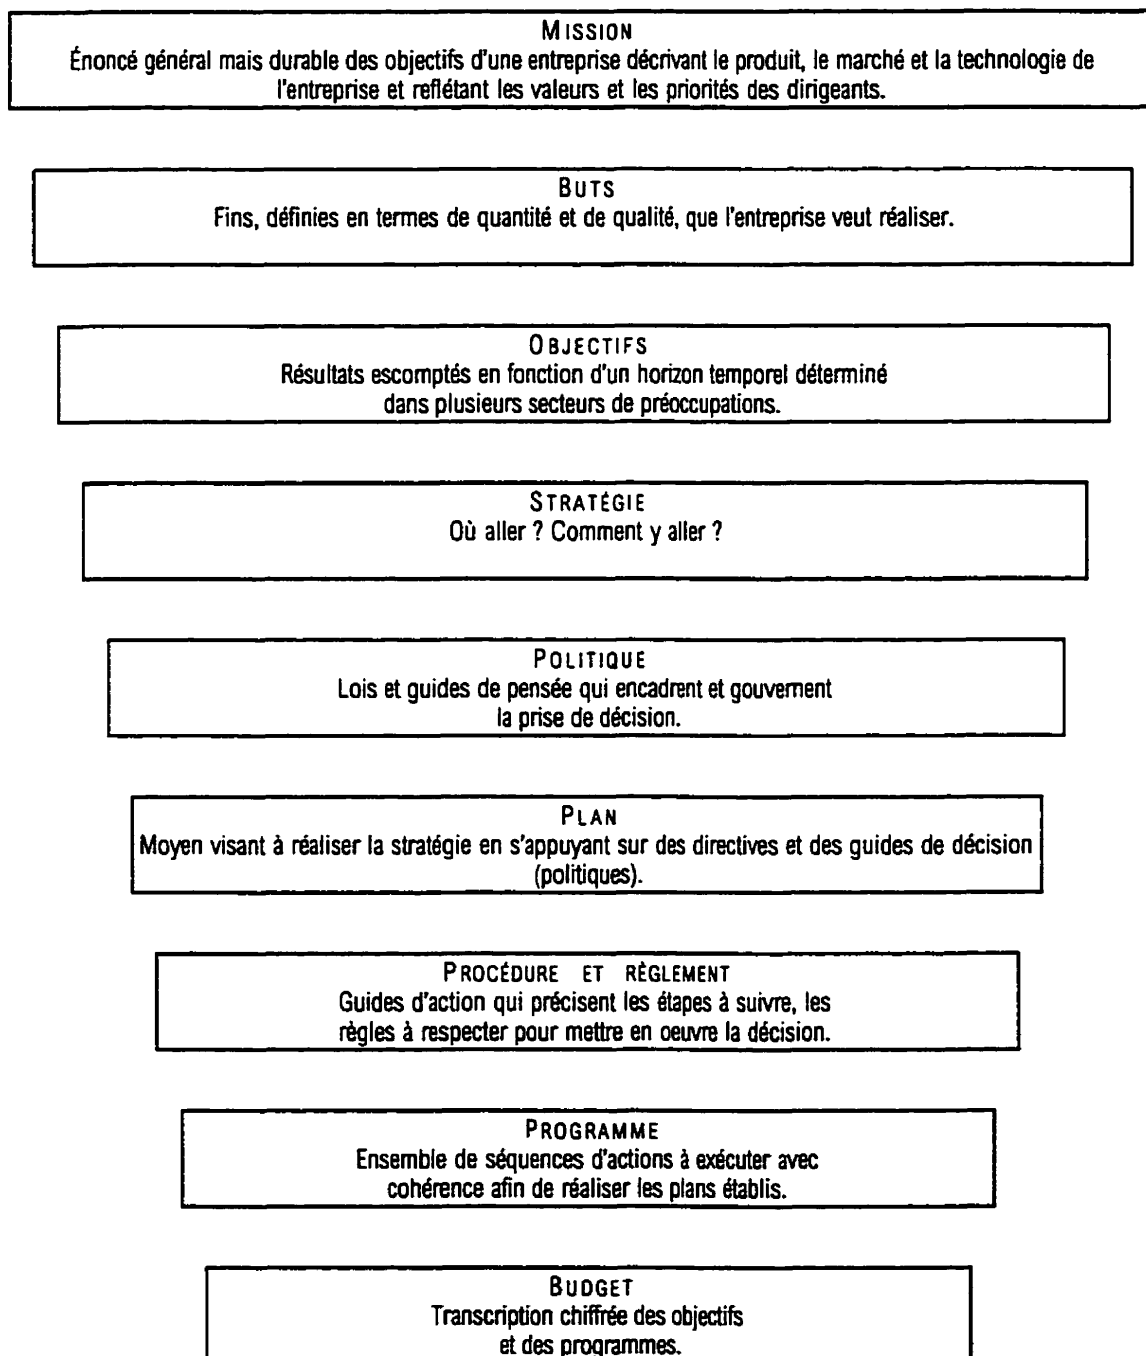 MISSION
Énoncé général mais durable des objectifs d'une entreprise décrivant le produit, le marché et la technologie de
l'entreprise et reflétant les valeurs et les priorités des dirigeants.
BUTS
Fins, définies en termes de quantité et de qualité, que l'entreprise veut réaliser.
OBJECTIFS
Résultats escomptés en fonction d'un horizon temporel déterminé
dans plusieurs secteurs de préoccupations.
STRATÉGIE
Où aller ? Comment y aller ?
POLITIQUE
Lois et guides de pensée qui encadrent et gouvernent
la prise de décision.
PLAN
Moyen visant à réaliser la stratégie en s'appuyant sur des directives et des guides de décision
(politiques).
PROCÉDURE ET RÈGLEMENT
Guides d'action qui précisent les étapes à suivre, les
règles à respecter pour mettre en oeuvre la décision.
PROGRAMME
Ensemble de séquences d'actions à exécuter avec
cohérence afin de réaliser les plans établis.
BUDGET
Transcription chiffrée des objectifs
et des programmes.